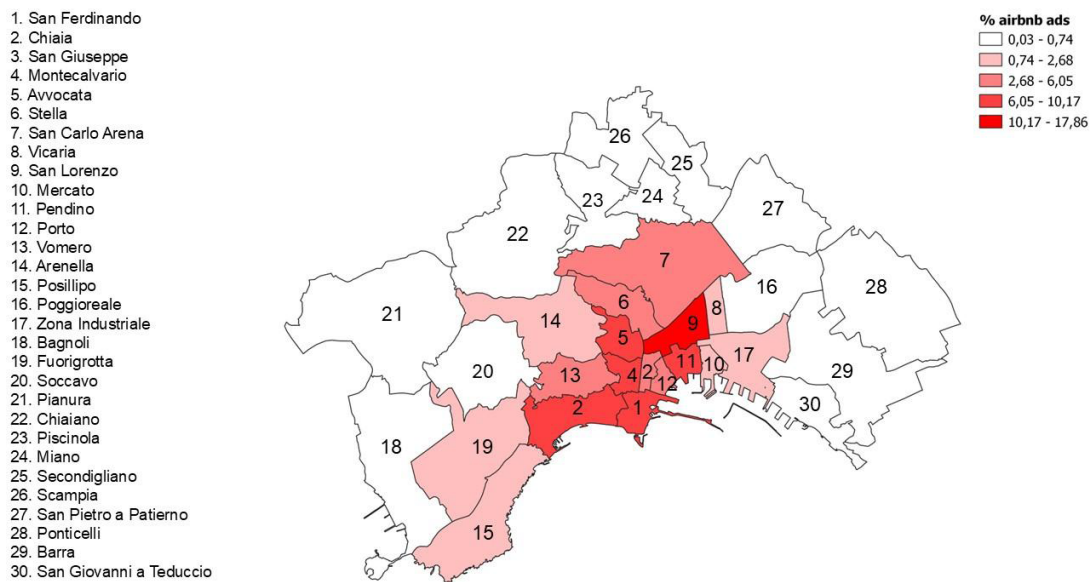 1. San Ferdinando
2. Chiaia
3. San Giuseppe
4. Montecalvario
5. Avvocata
6. Stella
7. San Carlo Arena
8. Vicaria
9. San Lorenzo
10. Mercato
11. Pendino
12. Porto
13. Vomero
14. Arenella
15. Posillipo
16. Poggioreale
17. Zona Industriale
18. Bagnoli
19. Fuorigrotta
20. Soccavo
21. Pianura
22. Chiaiano
23. Piscinola
24. Miano
25. Secondigliano
26. Scampia
27. San Pietro a Patierno
28. Ponticelli
29. Barra
30. San Giovanni a Teduccio
% airbnb ads
0,03 - 0,74
0,74 - 2,68
2,68 - 6,05
6,05 - 10,17
10,17 - 17,86
26
25
23
24
27
22
7
16
28
21
6
8
14
9
5
11
10
17
20
13
4
2
12
29
30
2
1
18
19
15